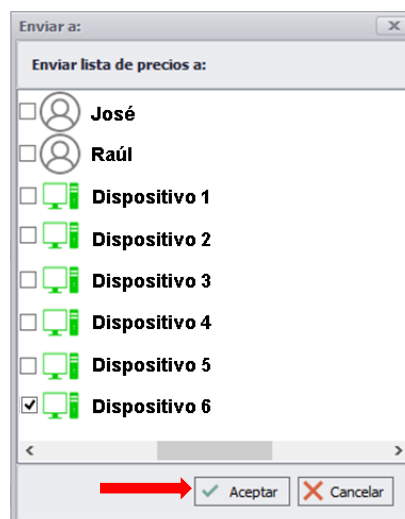 Enviar a:
Enviar lista de precios a:
José
Raúl
Dispositivo 1
Dispositivo 2
Dispositivo 3
Dispositivo 4
Dispositivo 5
Dispositivo 6
Aceptar Cancelar